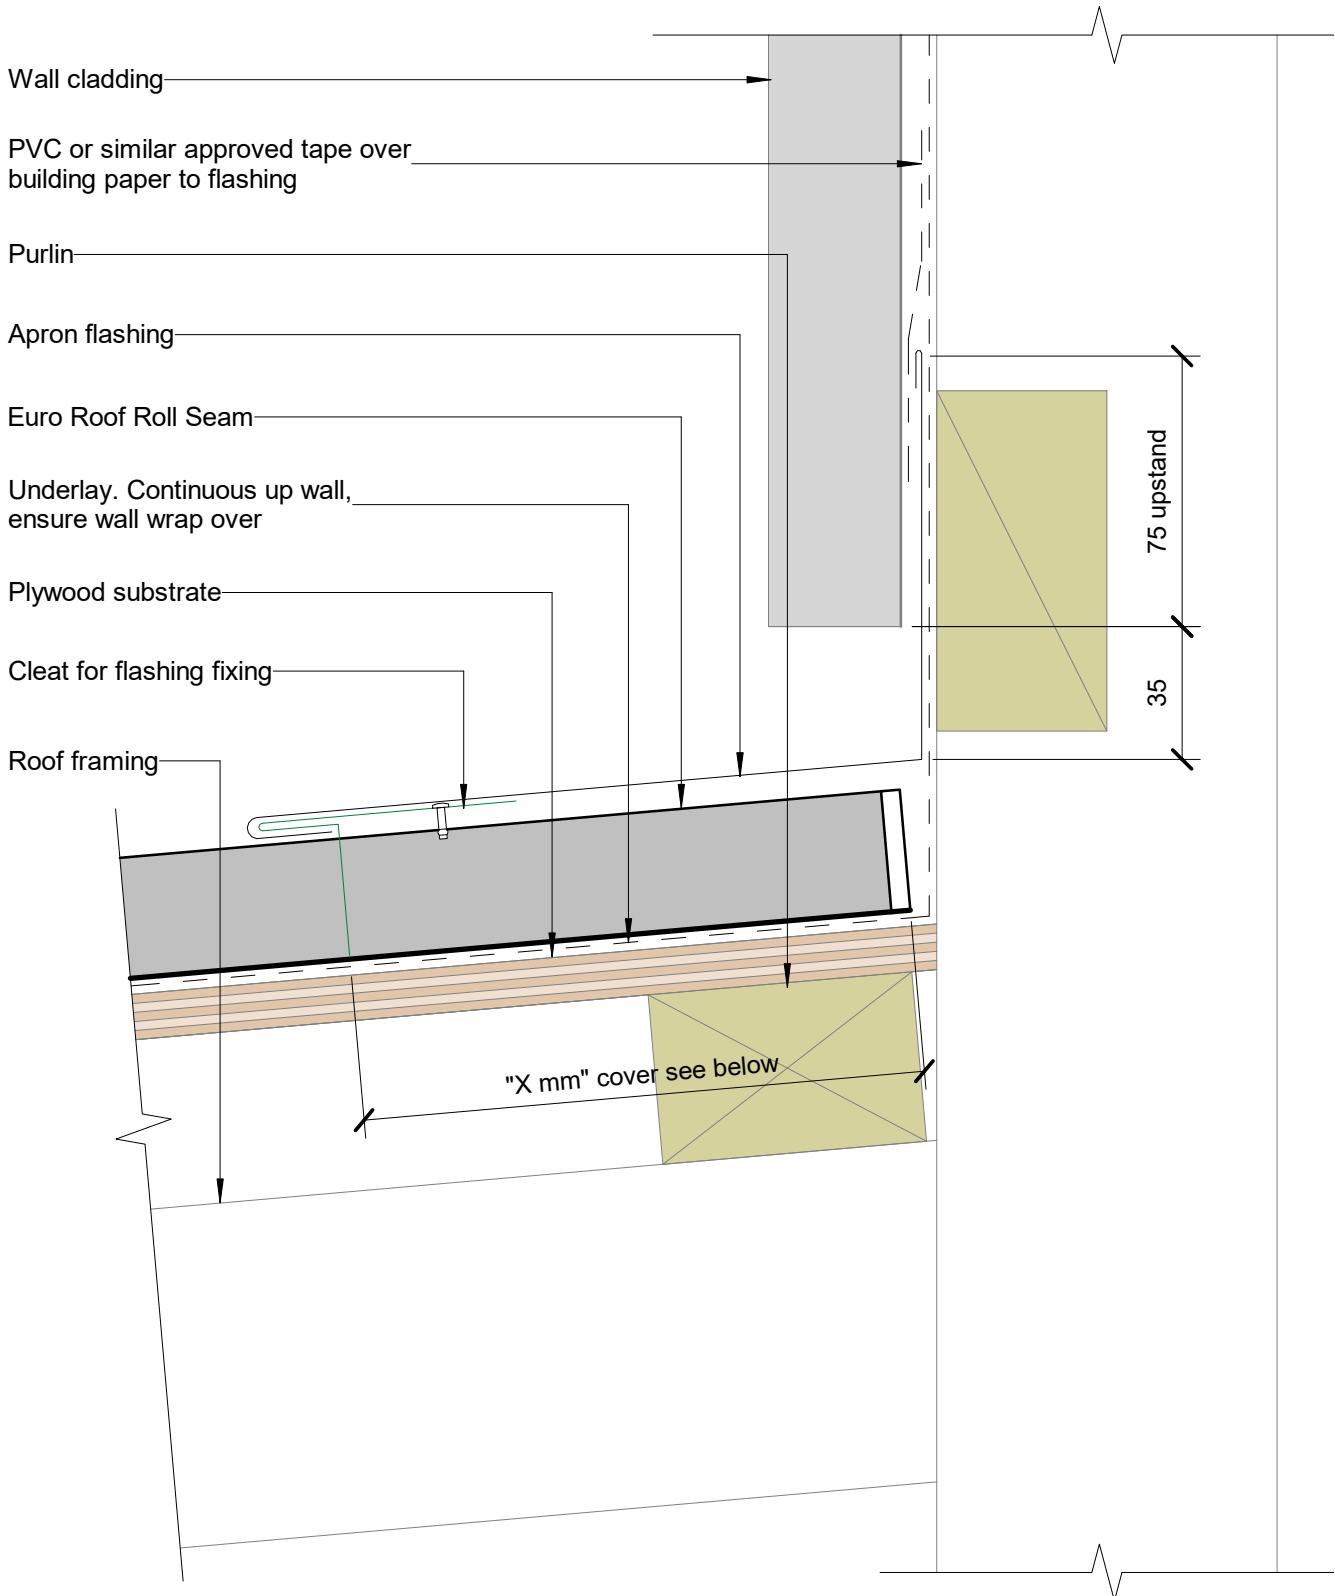 Wall cladding
PVC or similar approved tape over
building paper to flashing
Purlin
Apron flashing
Euro Roof Roll Seam
Underlay. Continuous up wall,
ensure wall wrap over
Plywood substrate
Cleat for flashing fixing
Roof framing
75 upstand
35
"X mm" cover see below